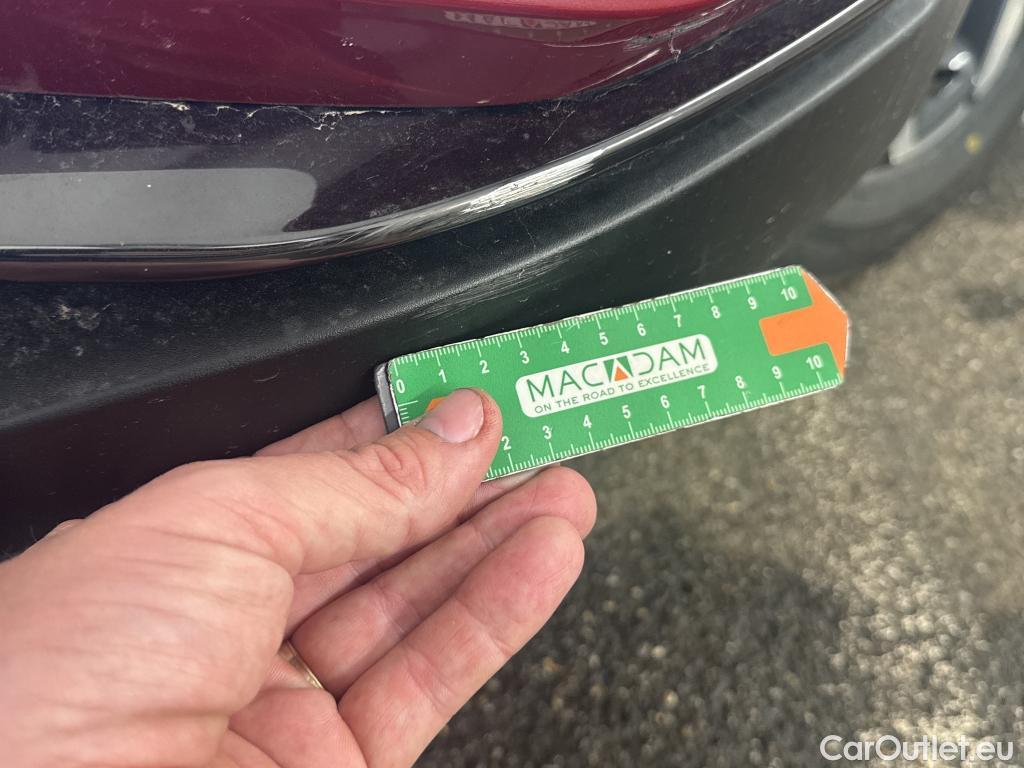 0 1 2 3 4 5 6 7 8 9 10
MACADAM
ON THE ROAD TO EXCELLENCE
2 3 4 5 6 7 8 9 10
CarOutlet.eu